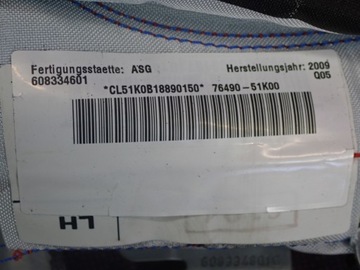 Fertigungsstaette: ASG Herstellungsjahr: 2009
608334601 Q05
*CL51K0B18890150* 76490-51K00
LH